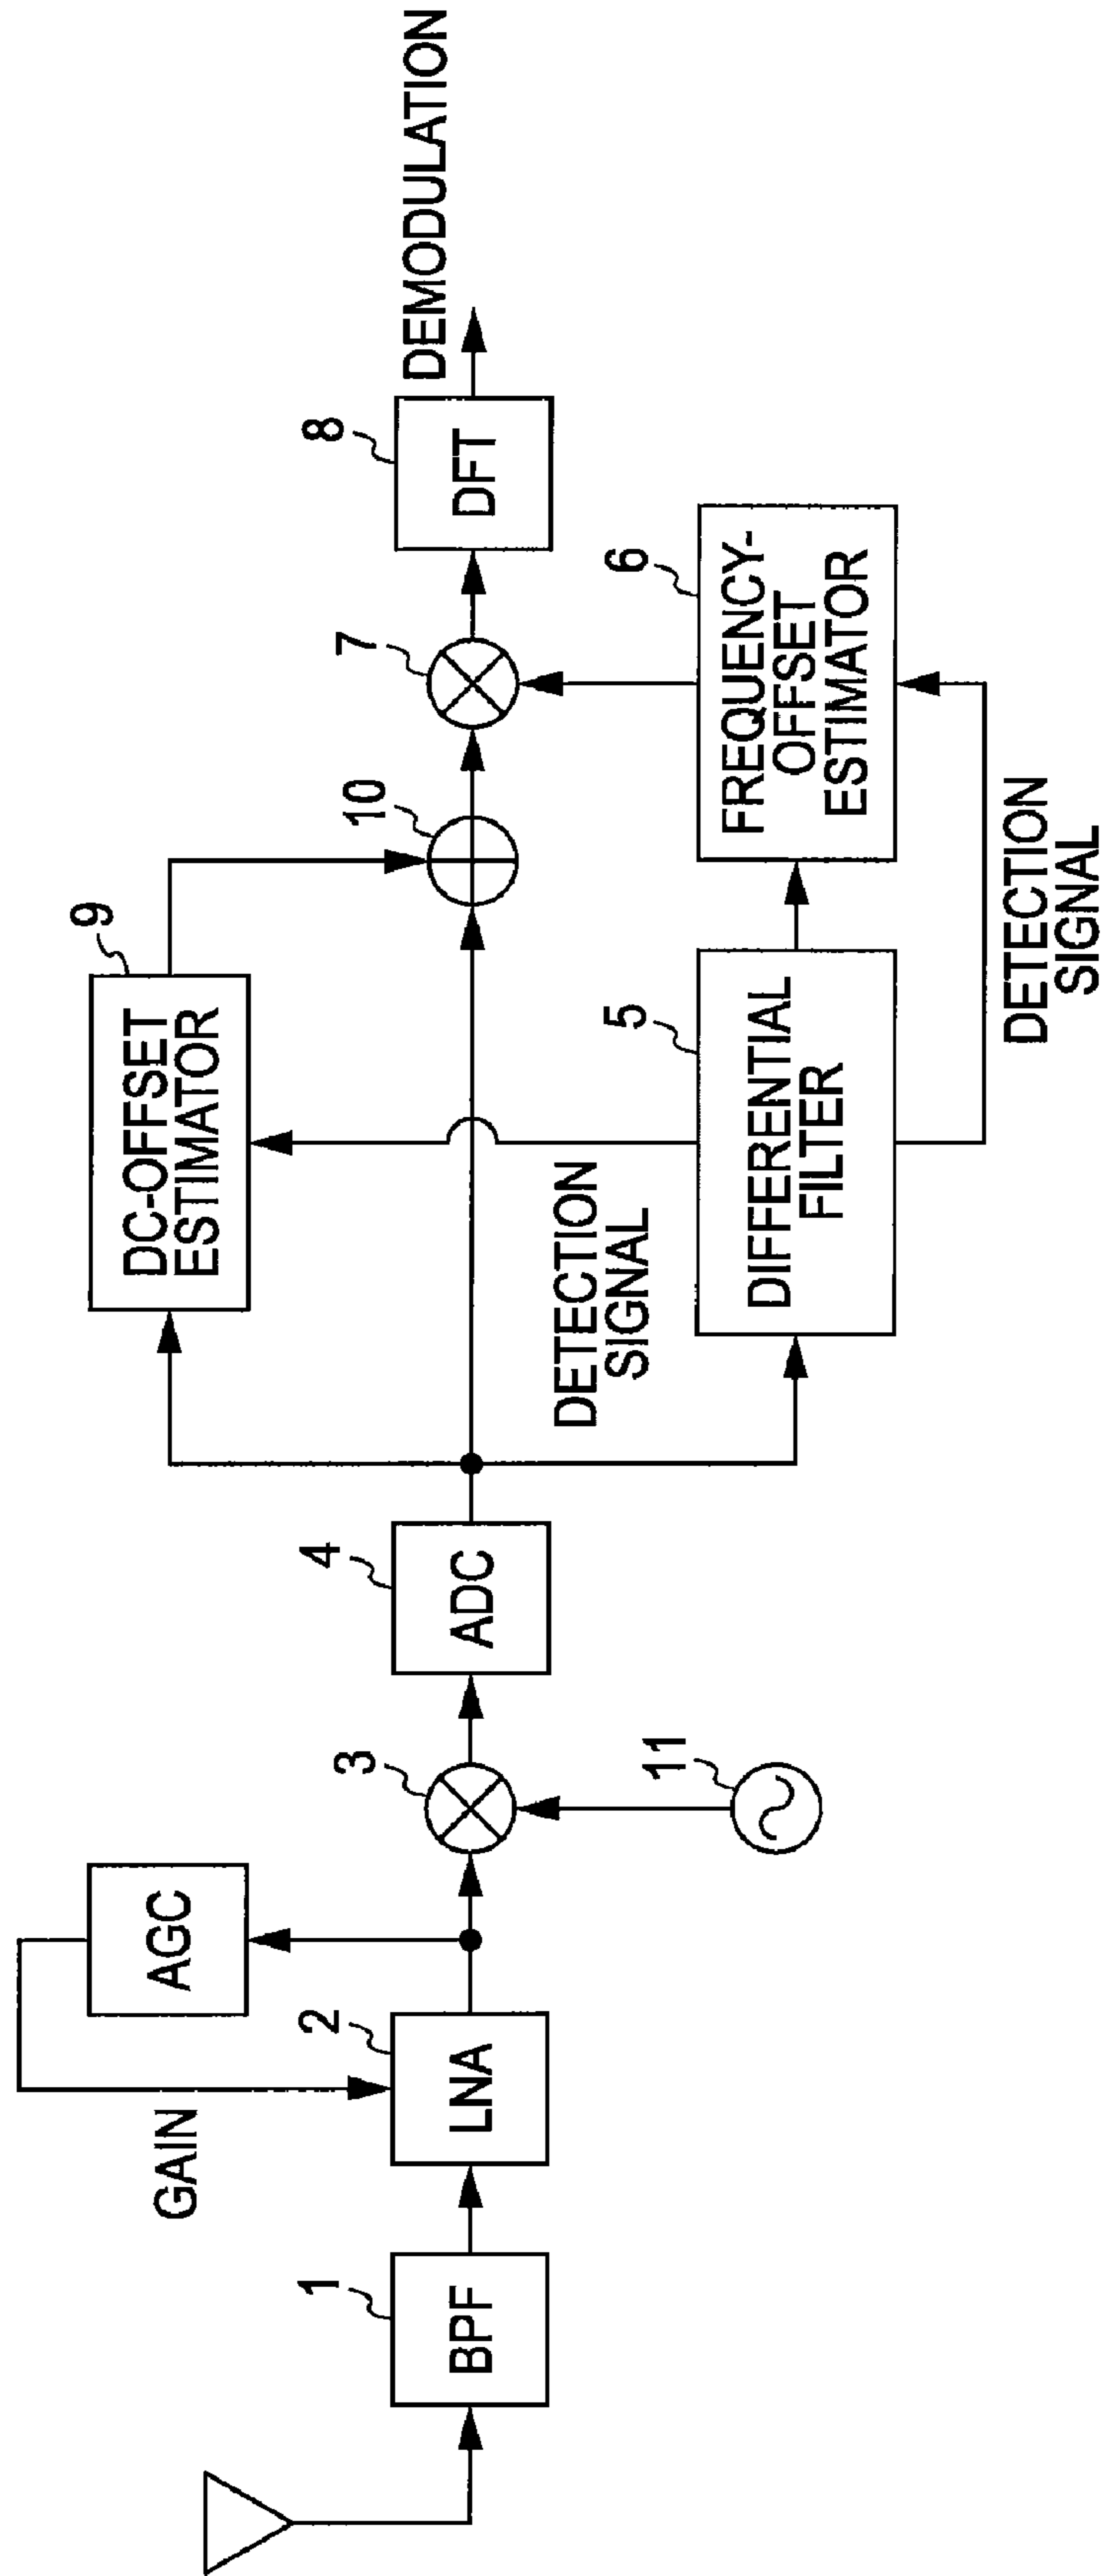 GAIN
AGC
1
BPF
2
LNA
3
11
4
ADC
9
DC-OFFSET
ESTIMATOR
DETECTION
SIGNAL
5
DIFFERENTIAL
FILTER
10
7
6
FREQUENCY-
OFFSET
ESTIMATOR
DETECTION
SIGNAL
8
DFT
DEMODULATION